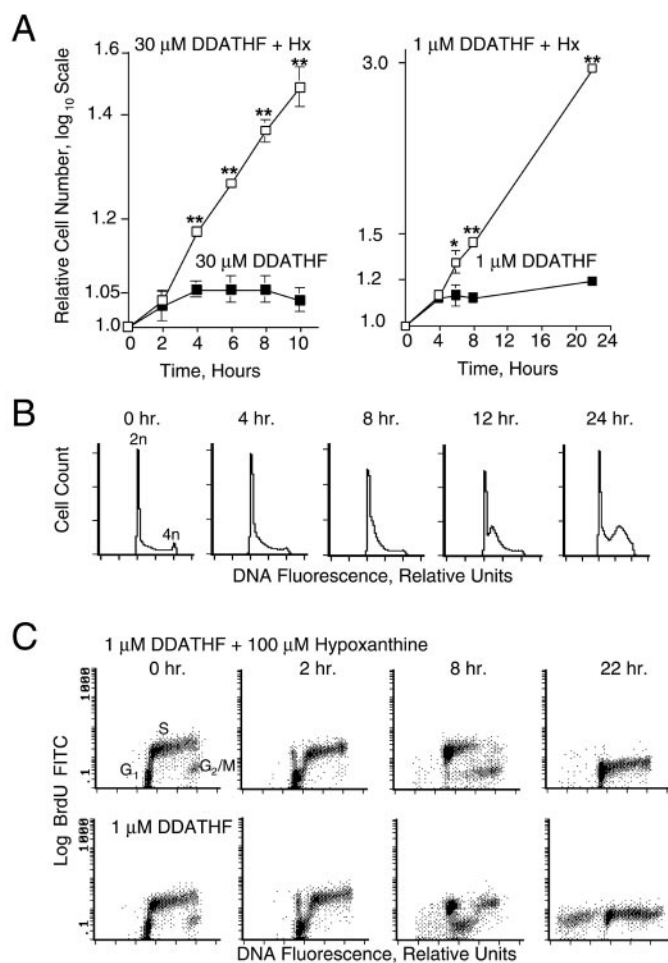 A
30 μM DDATHF + Hx
1 μM DDATHF + Hx
Relative Cell Number, log10 Scale
1.6
1.4
1.2
1.05
1.0
**
**
**
**
**
30 μM DDATHF
0 2 4 6 8 10
Time, Hours
3.0
1.5
1.2
1.0
**
*
**
1 μM DDATHF
0 4 8 12 16 20 24
Time, Hours
B
0 hr. 4 hr. 8 hr. 12 hr. 24 hr.
2n
4n
Cell Count
DNA Fluorescence, Relative Units
C
1 μM DDATHF + 100 μM Hypoxanthine
0 hr. 2 hr. 8 hr. 22 hr.
1000
.1
S
G1
G2/M
Log BrdU FITC
1 μM DDATHF
1000
.1
DNA Fluorescence, Relative Units